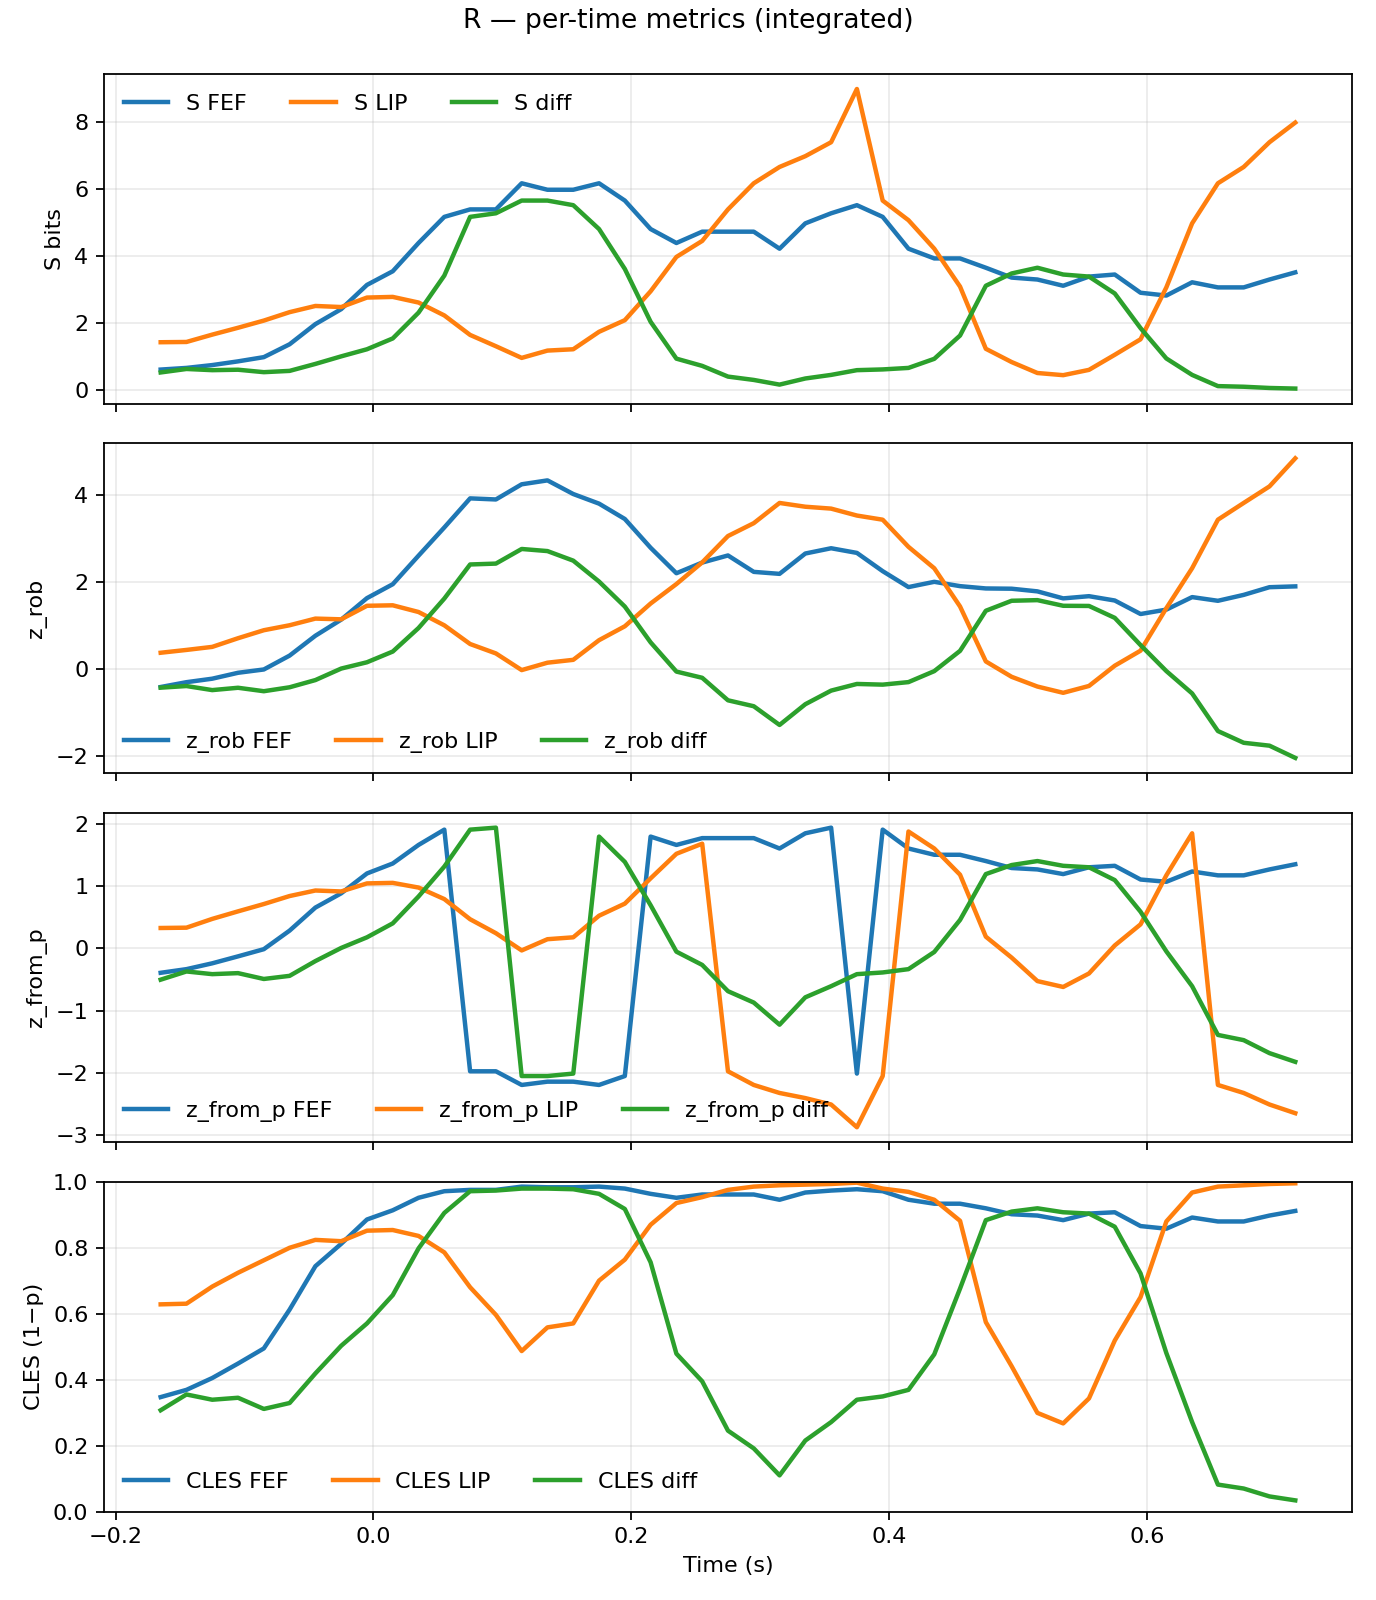 R — per-time metrics (integrated)
S FEF S LIP S diff
8
6
4
2
0
S bits
4
2
0
−2
z_rob
z_rob FEF z_rob LIP z_rob diff
2
1
0
−1
−2
−3
z_from_p
z_from_p FEF z_from_p LIP z_from_p diff
1.0
0.8
0.6
0.4
0.2
0.0
CLES (1−p)
CLES FEF CLES LIP CLES diff
−0.2 0.0 0.2 0.4 0.6
Time (s)